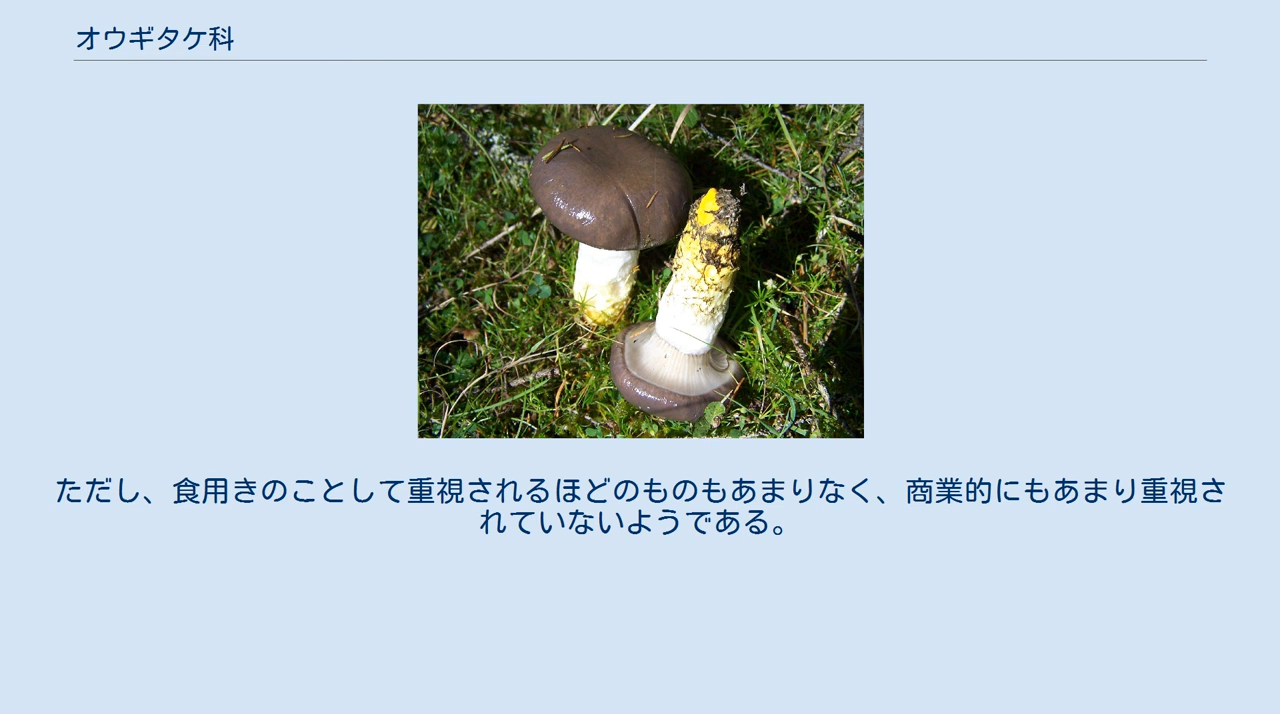 オウギタケ科
ただし、食用きのことして重視されるほどのものもあまりなく、商業的にもあまり重視さ
れていないようである。